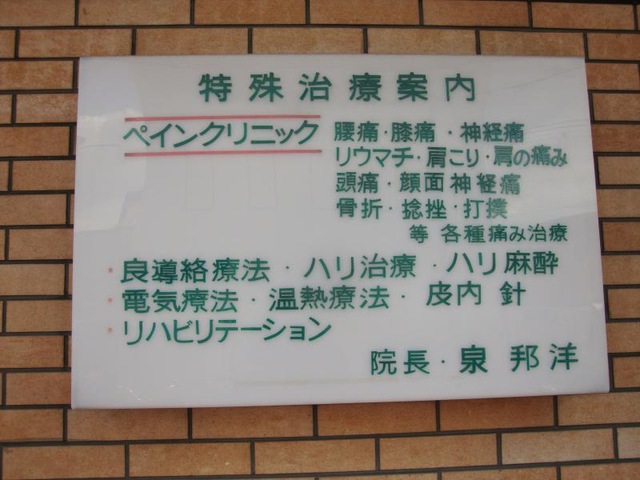 特殊治療案内
ペインクリニック 腰痛・膝痛・神経痛
リウマチ・肩こり・肩の痛み
頭痛・顔面神経痛
骨折・捻挫・打撲
等 各種痛み治療
・良導絡療法・ハリ治療・ハリ麻酔
・電気療法・温熱療法・皮内針
・リハビリテーション
院長・泉 邦洋